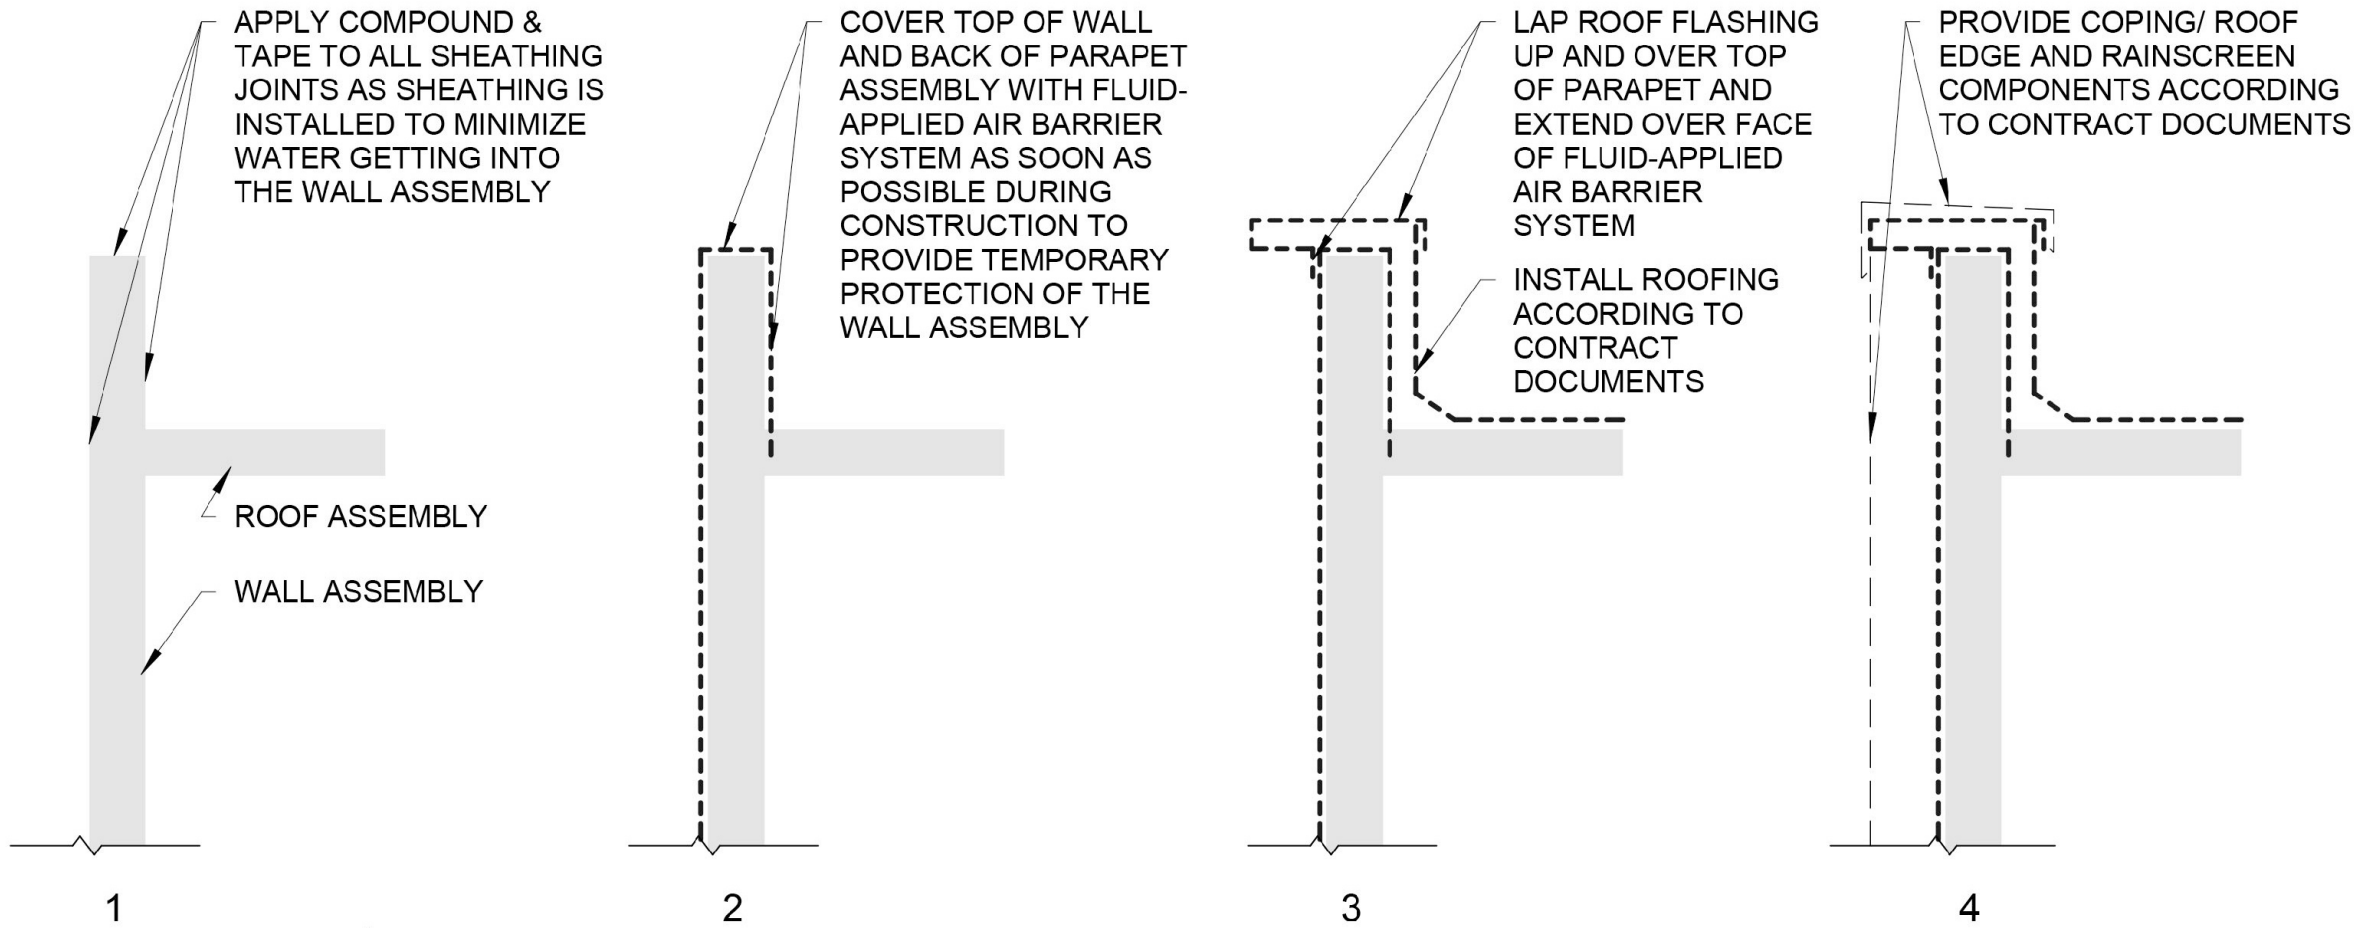 APPLY COMPOUND &
TAPE TO ALL SHEATHING
JOINTS AS SHEATHING IS
INSTALLED TO MINIMIZE
WATER GETTING INTO
THE WALL ASSEMBLY
ROOF ASSEMBLY
WALL ASSEMBLY
1
COVER TOP OF WALL
AND BACK OF PARAPET
ASSEMBLY WITH FLUID-
APPLIED AIR BARRIER
SYSTEM AS SOON AS
POSSIBLE DURING
CONSTRUCTION TO
PROVIDE TEMPORARY
PROTECTION OF THE
WALL ASSEMBLY
2
LAP ROOF FLASHING
UP AND OVER TOP
OF PARAPET AND
EXTEND OVER FACE
OF FLUID-APPLIED
AIR BARRIER
SYSTEM
INSTALL ROOFING
ACCORDING TO
CONTRACT
DOCUMENTS
3
PROVIDE COPING/ ROOF
EDGE AND RAINSCREEN
COMPONENTS ACCORDING
TO CONTRACT DOCUMENTS
4